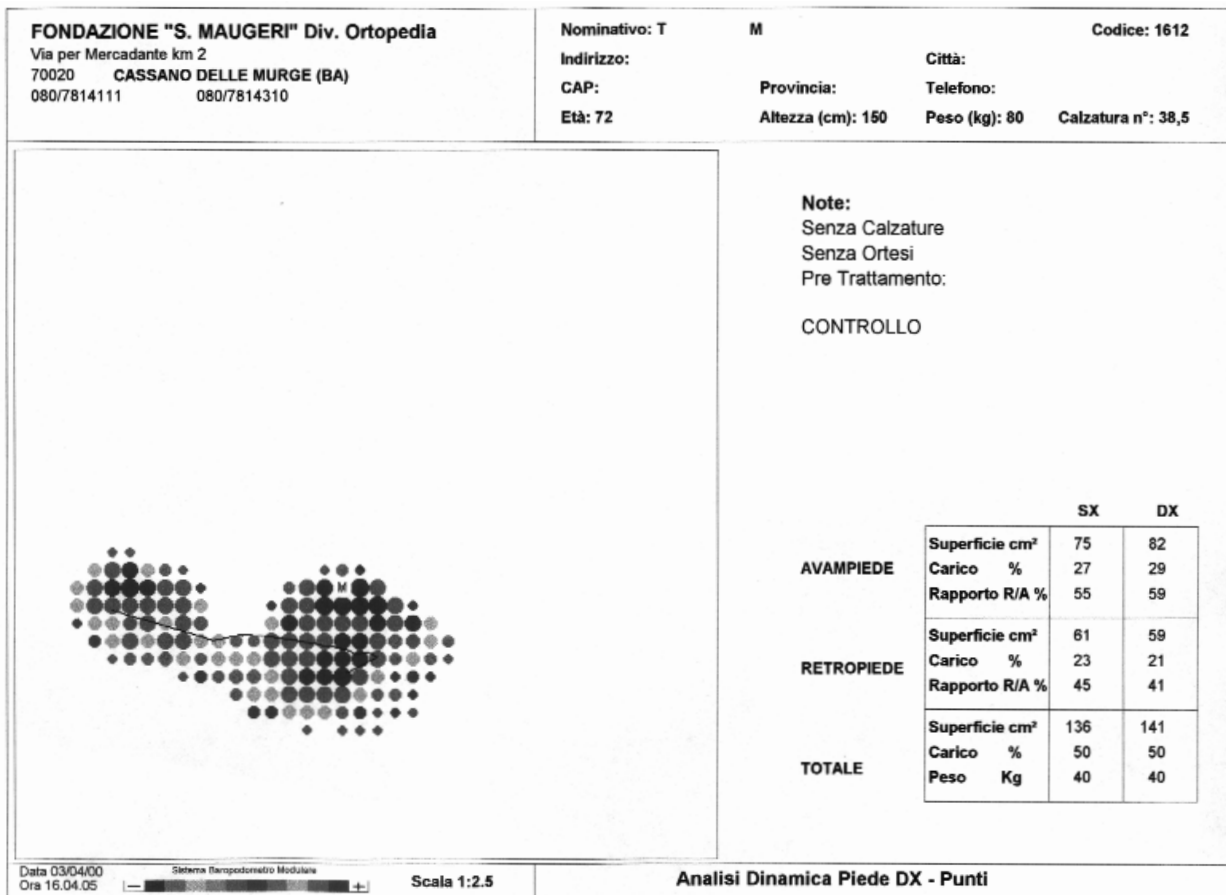 FONDAZIONE "S. MAUGERI" Div. Ortopedia
Via per Mercadante km 2
70020 CASSANO DELLE MURGE (BA)
080/7814111 080/7814310
Nominativo: T M Codice: 1612
Indirizzo: Città:
CAP: Provincia: Telefono:
Età: 72 Altezza (cm): 150 Peso (kg): 80 Calzatura n°: 38,5
Note:
Senza Calzature
Senza Ortesi
Pre Trattamento:
CONTROLLO
M
SX DX
AVAMPIEDE
Superficie cm² 75 82
Carico % 27 29
Rapporto R/A % 55 59
RETROPIEDE
Superficie cm² 61 59
Carico % 23 21
Rapporto R/A % 45 41
TOTALE
Superficie cm² 136 141
Carico % 50 50
Peso Kg 40 40
Data 03/04/00
Ora 16.04.05
Sistema Baropodometro Modulare
− +
Scala 1:2.5
Analisi Dinamica Piede DX - Punti